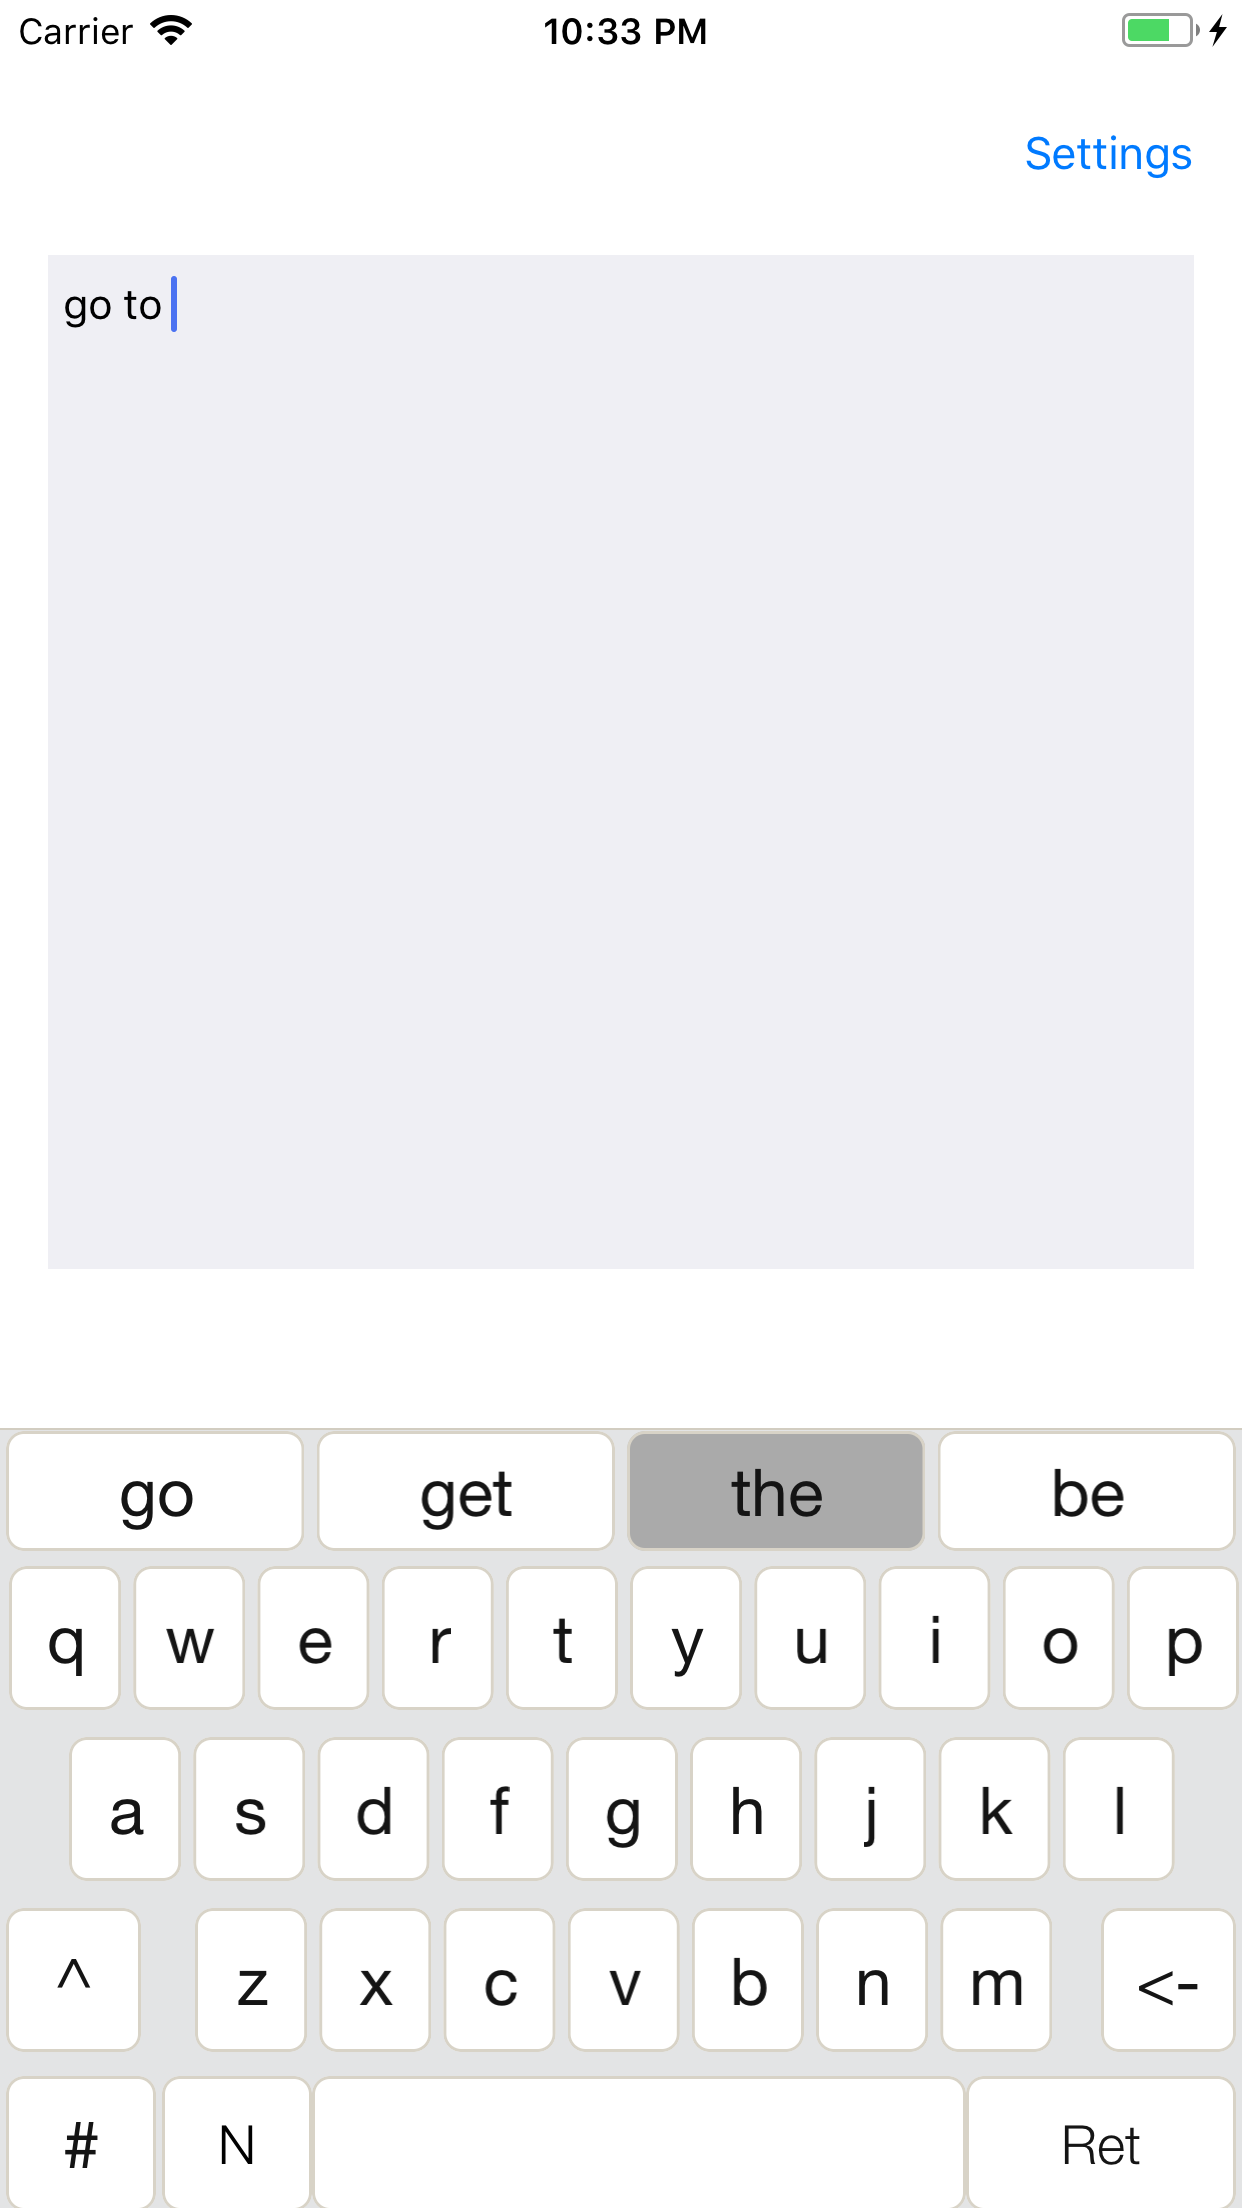 Carrier 10:33 PM
Settings
go to
go get the be
q w e r t y u i o p
a s d f g h j k l
^ z x c v b n m <-
# N Ret